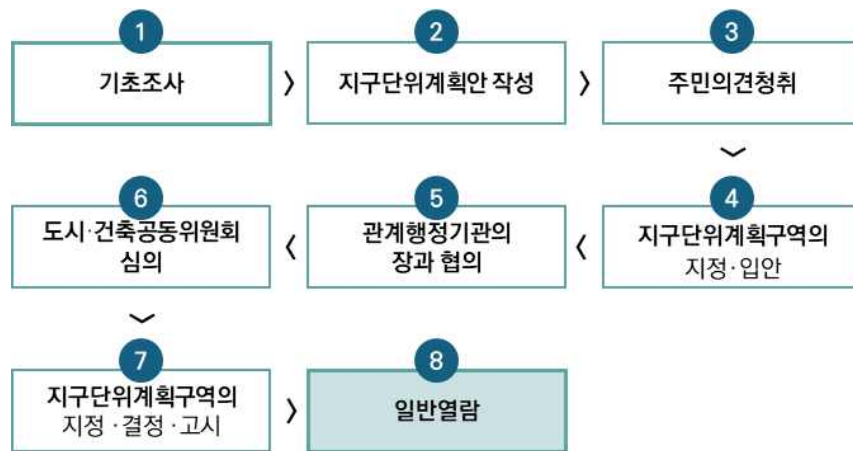 1
기초조사
2
지구단위계획안 작성
3
주민의견청취
4
지구단위계획구역의
지정·입안
5
관계행정기관의
장과 협의
6
도시·건축공동위원회
심의
7
지구단위계획구역의
지정·결정·고시
8
일반열람